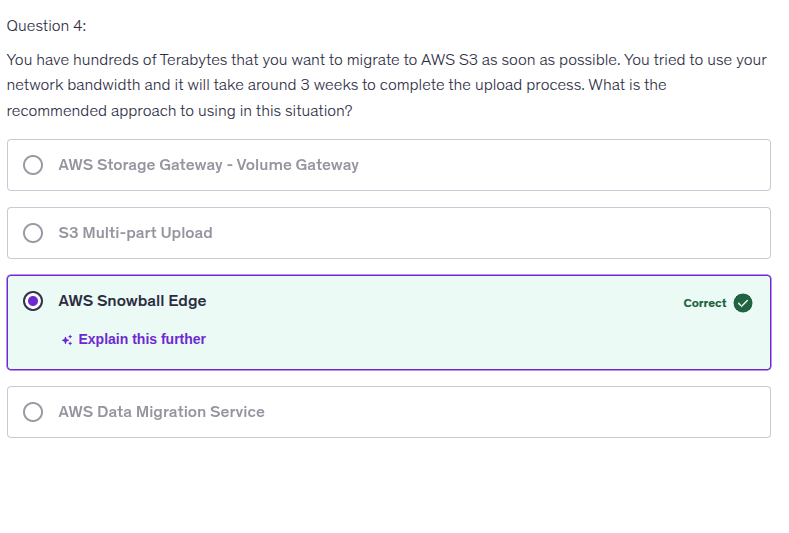 Question 4:
You have hundreds of Terabytes that you want to migrate to AWS S3 as soon as possible. You tried to use your
network bandwidth and it will take around 3 weeks to complete the upload process. What is the
recommended approach to using in this situation?
AWS Storage Gateway - Volume Gateway
S3 Multi-part Upload
AWS Snowball Edge
Correct
Explain this further
AWS Data Migration Service